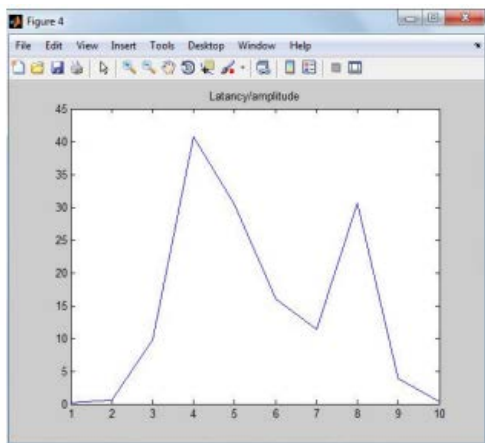 Figure 4
File Edit View Insert Tools Desktop Window Help
Latancy/amplitude
45
40
35
30
25
20
15
10
5
0
1 2 3 4 5 6 7 8 9 10